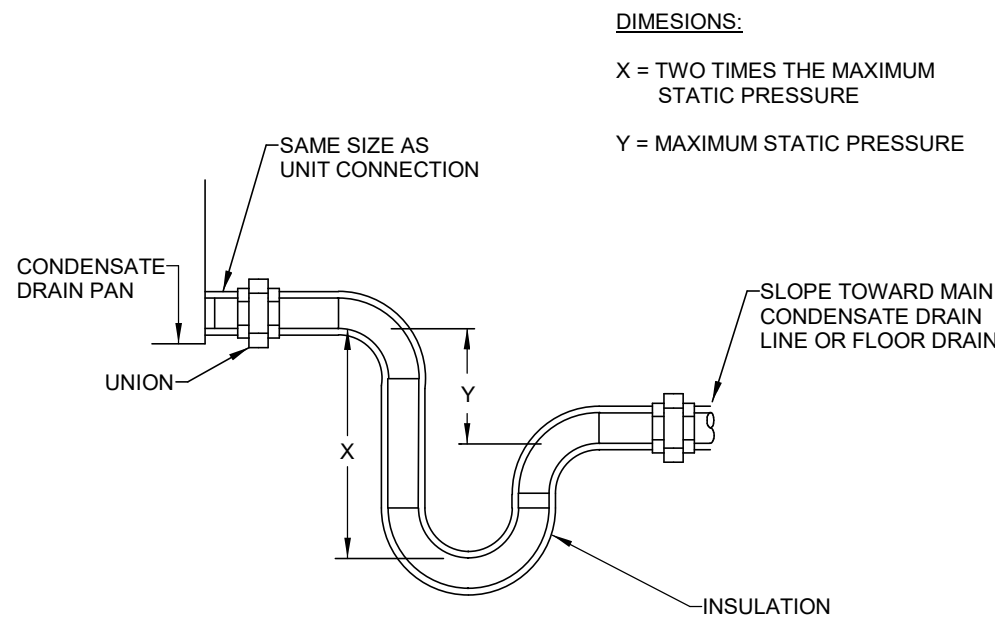 DIMESIONS:
X = TWO TIMES THE MAXIMUM
STATIC PRESSURE
Y = MAXIMUM STATIC PRESSURE
SAME SIZE AS
UNIT CONNECTION
CONDENSATE
DRAIN PAN
UNION
X
Y
SLOPE TOWARD MAIN
CONDENSATE DRAIN
LINE OR FLOOR DRAIN
INSULATION